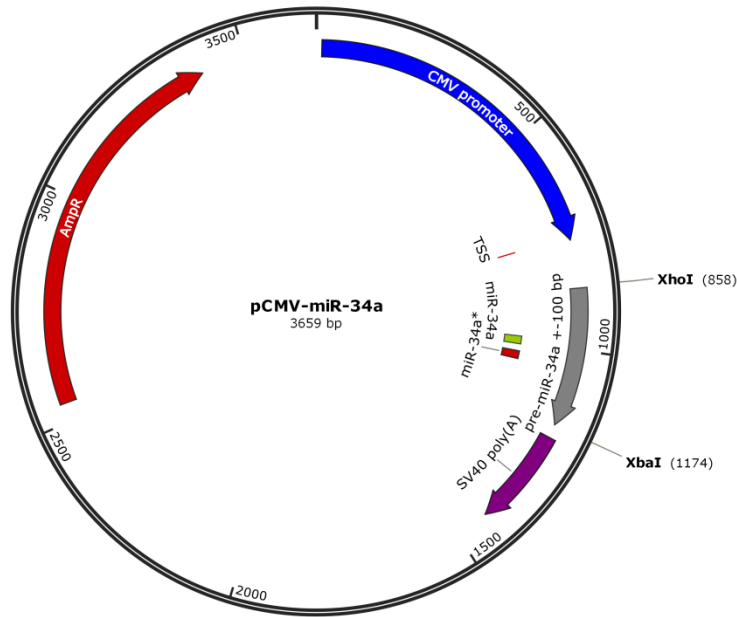 3500
CMV promoter
500
AmpR
3000
TSS
XhoI (858)
pCMV-miR-34a
3659 bp
miR-34a
miR-34a*
pre-miR-34a +-100 bp
1000
SV40 poly(A)
XbaI (1174)
2500
1500
2000